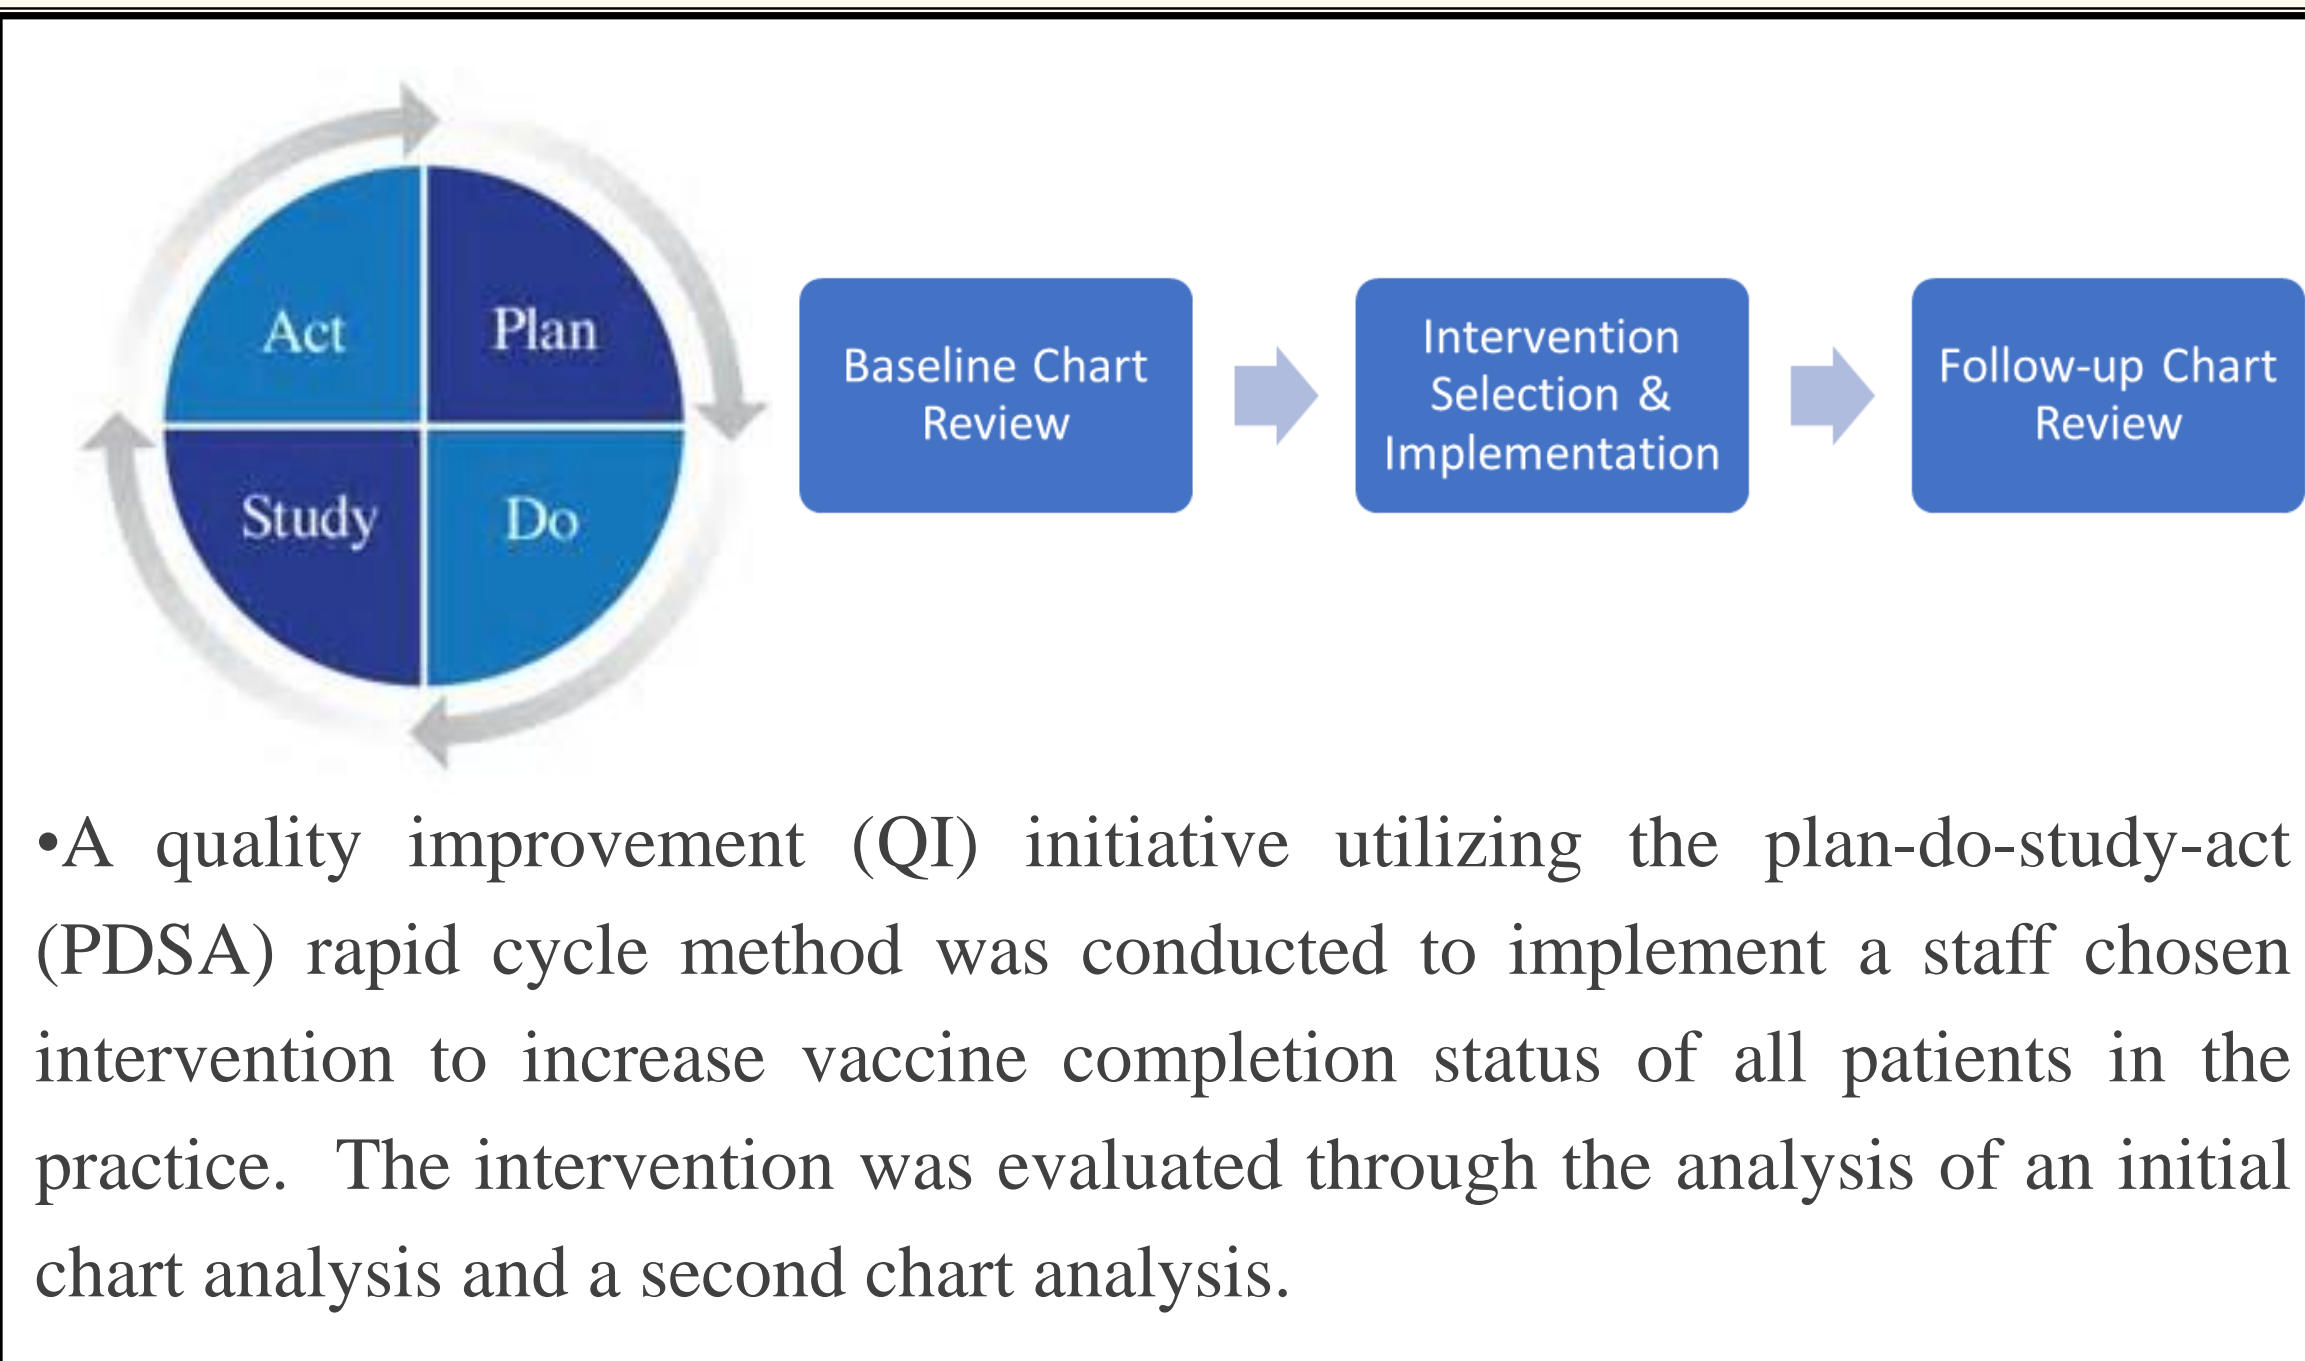 Act
Plan
Study
Do
Baseline Chart
Review
Intervention
Selection &
Implementation
Follow-up Chart
Review
•A quality improvement (QI) initiative utilizing the plan-do-study-act
(PDSA) rapid cycle method was conducted to implement a staff chosen
intervention to increase vaccine completion status of all patients in the
practice. The intervention was evaluated through the analysis of an initial
chart analysis and a second chart analysis.